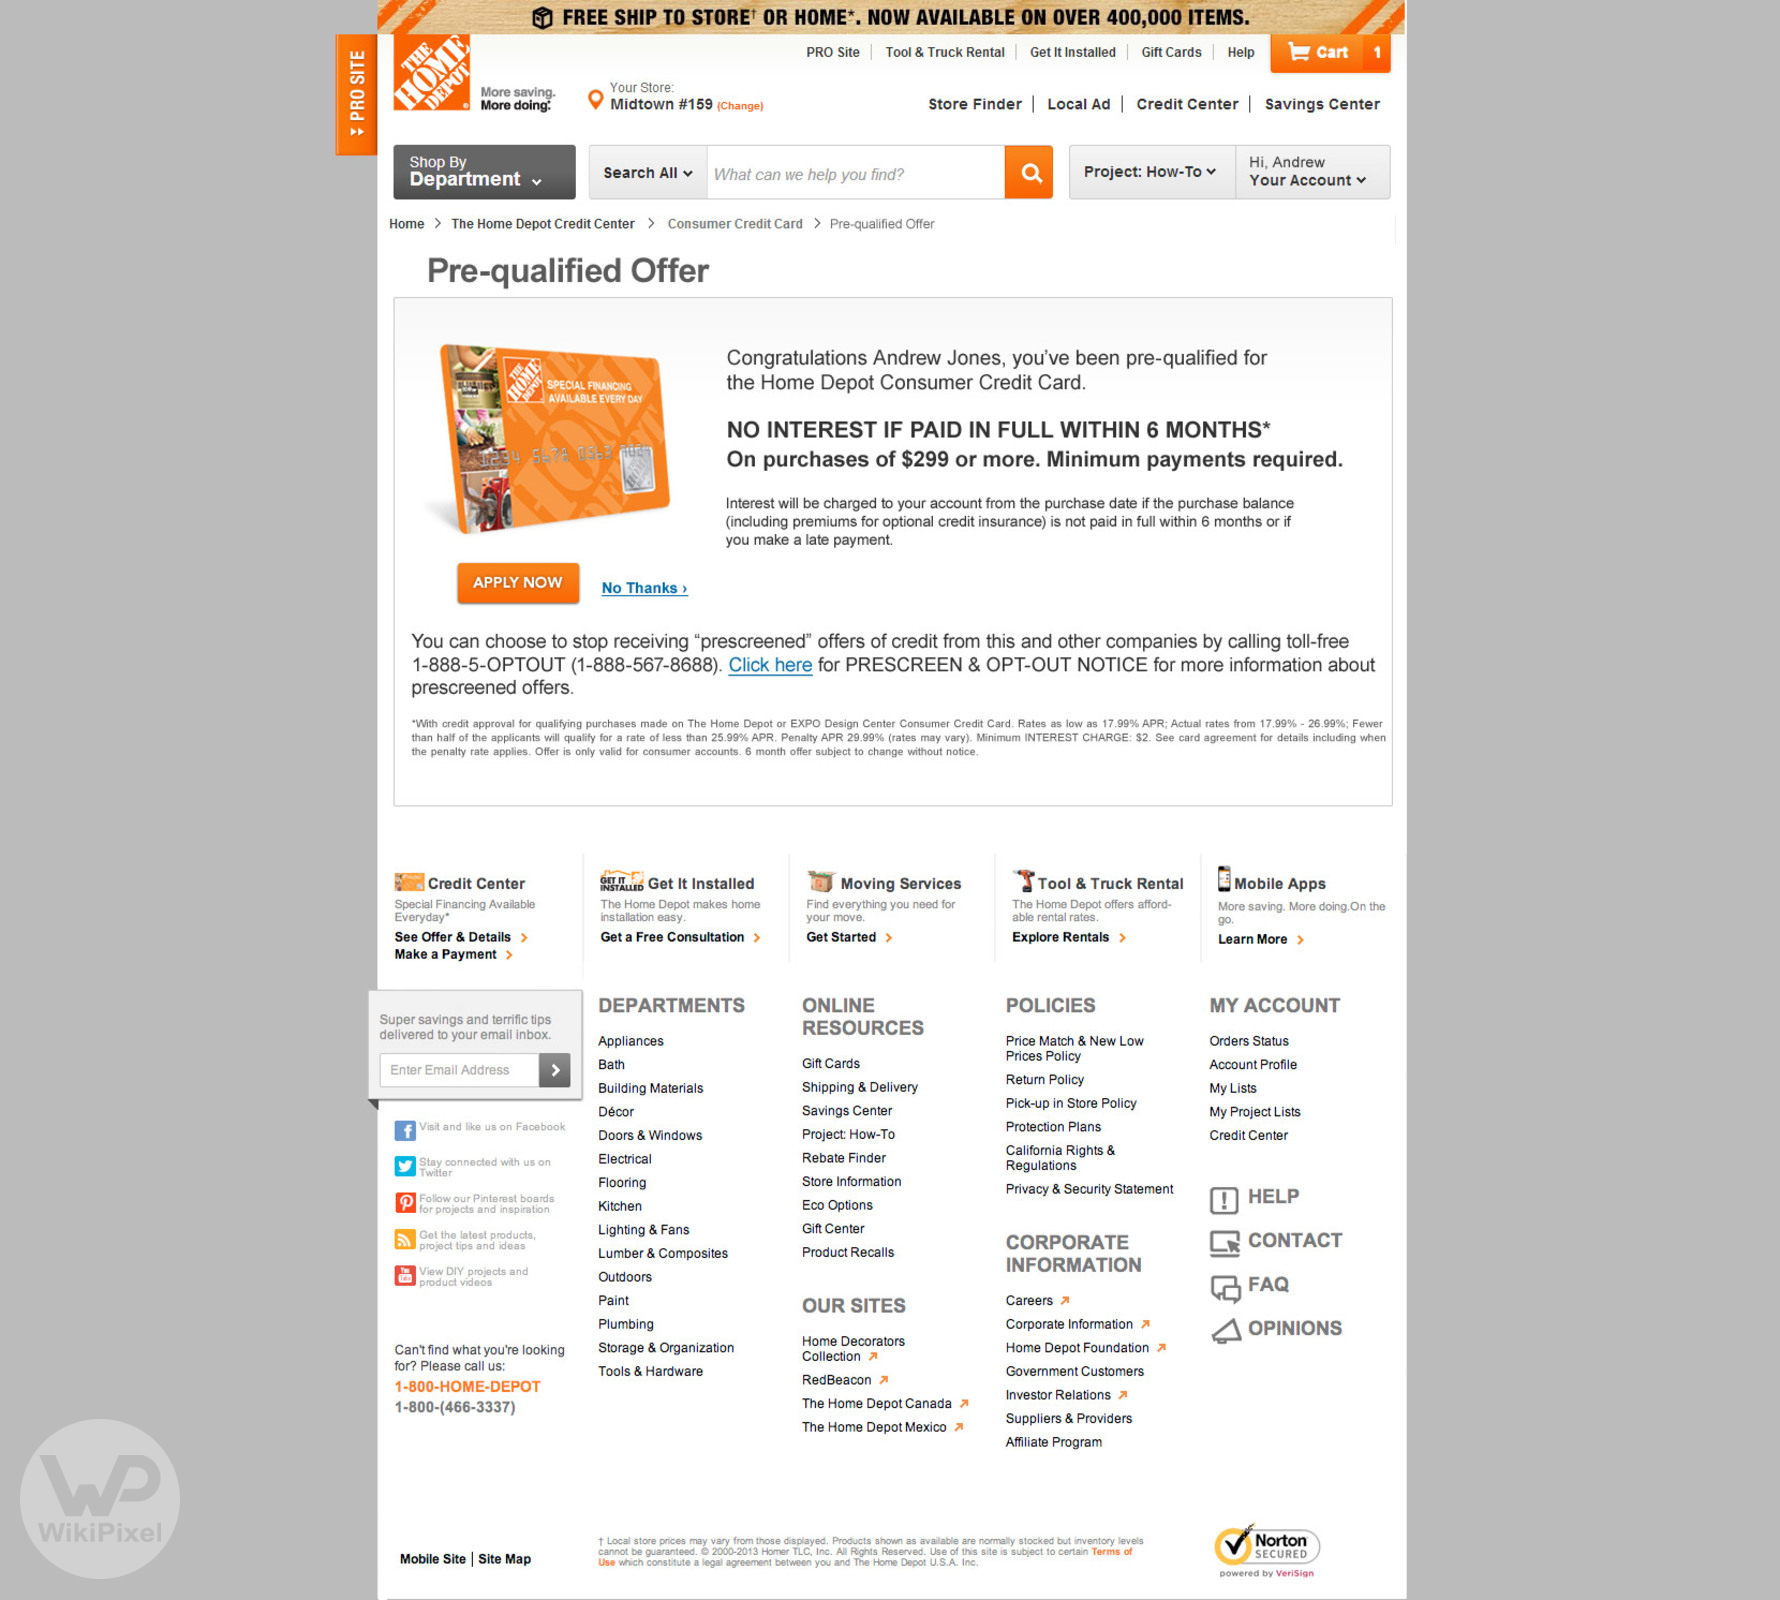 FREE SHIP TO STORE† OR HOME*. NOW AVAILABLE ON OVER 400,000 ITEMS.
PRO SITE
THE HOME DEPOT
More saving.
More doing.
Your Store:
Midtown #159 (Change)
PRO Site | Tool & Truck Rental | Get It Installed | Gift Cards | Help
Cart 1
Store Finder | Local Ad | Credit Center | Savings Center
Shop By
Department
Search All
What can we help you find?
Project: How-To
Hi, Andrew
Your Account
Home > The Home Depot Credit Center > Consumer Credit Card > Pre-qualified Offer
Pre-qualified Offer
THE HOME DEPOT
SPECIAL FINANCING
AVAILABLE EVERY DAY
Congratulations Andrew Jones, you’ve been pre-qualified for
the Home Depot Consumer Credit Card.
NO INTEREST IF PAID IN FULL WITHIN 6 MONTHS*
On purchases of $299 or more. Minimum payments required.
Interest will be charged to your account from the purchase date if the purchase balance
(including premiums for optional credit insurance) is not paid in full within 6 months or if
you make a late payment.
APPLY NOW
No Thanks ›
You can choose to stop receiving “prescreened” offers of credit from this and other companies by calling toll-free
1-888-5-OPTOUT (1-888-567-8688). Click here for PRESCREEN & OPT-OUT NOTICE for more information about
prescreened offers.
*With credit approval for qualifying purchases made on The Home Depot or EXPO Design Center Consumer Credit Card. Rates as low as 17.99% APR; Actual rates from 17.99% - 26.99%; Fewer
than half of the applicants will qualify for a rate of less than 25.99% APR. Penalty APR 29.99% (rates may vary). Minimum INTEREST CHARGE: $2. See card agreement for details including when
the penalty rate applies. Offer is only valid for consumer accounts. 6 month offer subject to change without notice.
Credit Center
Special Financing Available
Everyday*
See Offer & Details
Make a Payment
GET IT
INSTALLED
Get It Installed
The Home Depot makes home
installation easy.
Get a Free Consultation
Moving Services
Find everything you need for
your move.
Get Started
Tool & Truck Rental
The Home Depot offers afford-
able rental rates.
Explore Rentals
Mobile Apps
More saving. More doing.On the
go.
Learn More
Super savings and terrific tips
delivered to your email inbox.
Enter Email Address
Visit and like us on Facebook
Stay connected with us on
Twitter
Follow our Pinterest boards
for projects and inspiration
Get the latest products,
project tips and ideas
View DIY projects and
product videos
Can't find what you're looking
for? Please call us:
1-800-HOME-DEPOT
1-800-(466-3337)
DEPARTMENTS
Appliances
Bath
Building Materials
Décor
Doors & Windows
Electrical
Flooring
Kitchen
Lighting & Fans
Lumber & Composites
Outdoors
Paint
Plumbing
Storage & Organization
Tools & Hardware
ONLINE
RESOURCES
Gift Cards
Shipping & Delivery
Savings Center
Project: How-To
Rebate Finder
Store Information
Eco Options
Gift Center
Product Recalls
OUR SITES
Home Decorators
Collection
RedBeacon
The Home Depot Canada
The Home Depot Mexico
POLICIES
Price Match & New Low
Prices Policy
Return Policy
Pick-up in Store Policy
Protection Plans
California Rights &
Regulations
Privacy & Security Statement
CORPORATE
INFORMATION
Careers
Corporate Information
Home Depot Foundation
Government Customers
Investor Relations
Suppliers & Providers
Affiliate Program
MY ACCOUNT
Orders Status
Account Profile
My Lists
My Project Lists
Credit Center
HELP
CONTACT
FAQ
OPINIONS
WP
WikiPixel
Mobile Site | Site Map
† Local store prices may vary from those displayed. Products shown as available are normally stocked but inventory levels
cannot be guaranteed. © 2000-2013 Homer TLC, Inc. All Rights Reserved. Use of this site is subject to certain Terms of
Use which constitute a legal agreement between you and The Home Depot U.S.A. Inc.
Norton
SECURED
powered by VeriSign